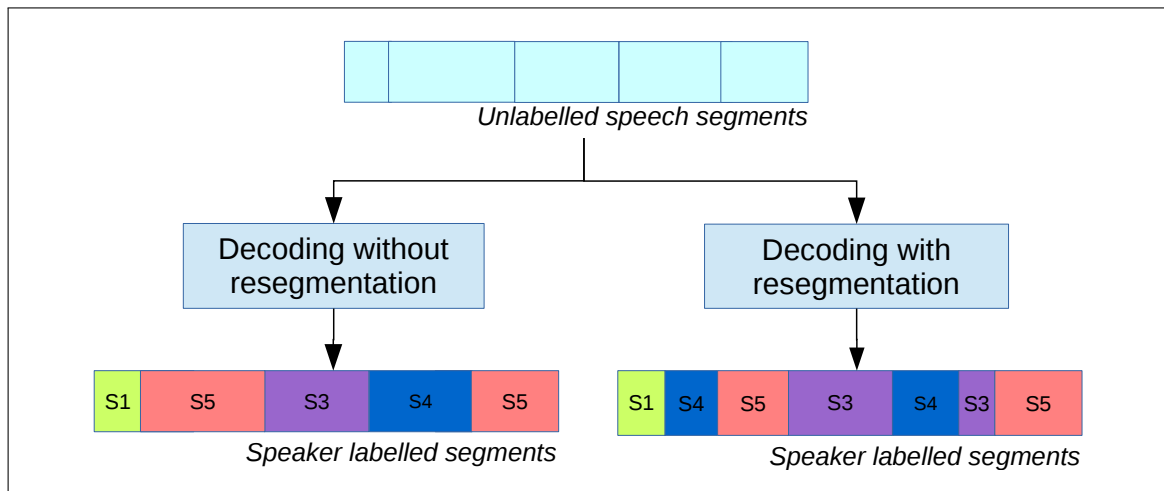 Unlabelled speech segments
Decoding without
resegmentation
Decoding with
resegmentation
S1 S5 S3 S4 S5
Speaker labelled segments
S1 S4 S5 S3 S4 S3 S5
Speaker labelled segments